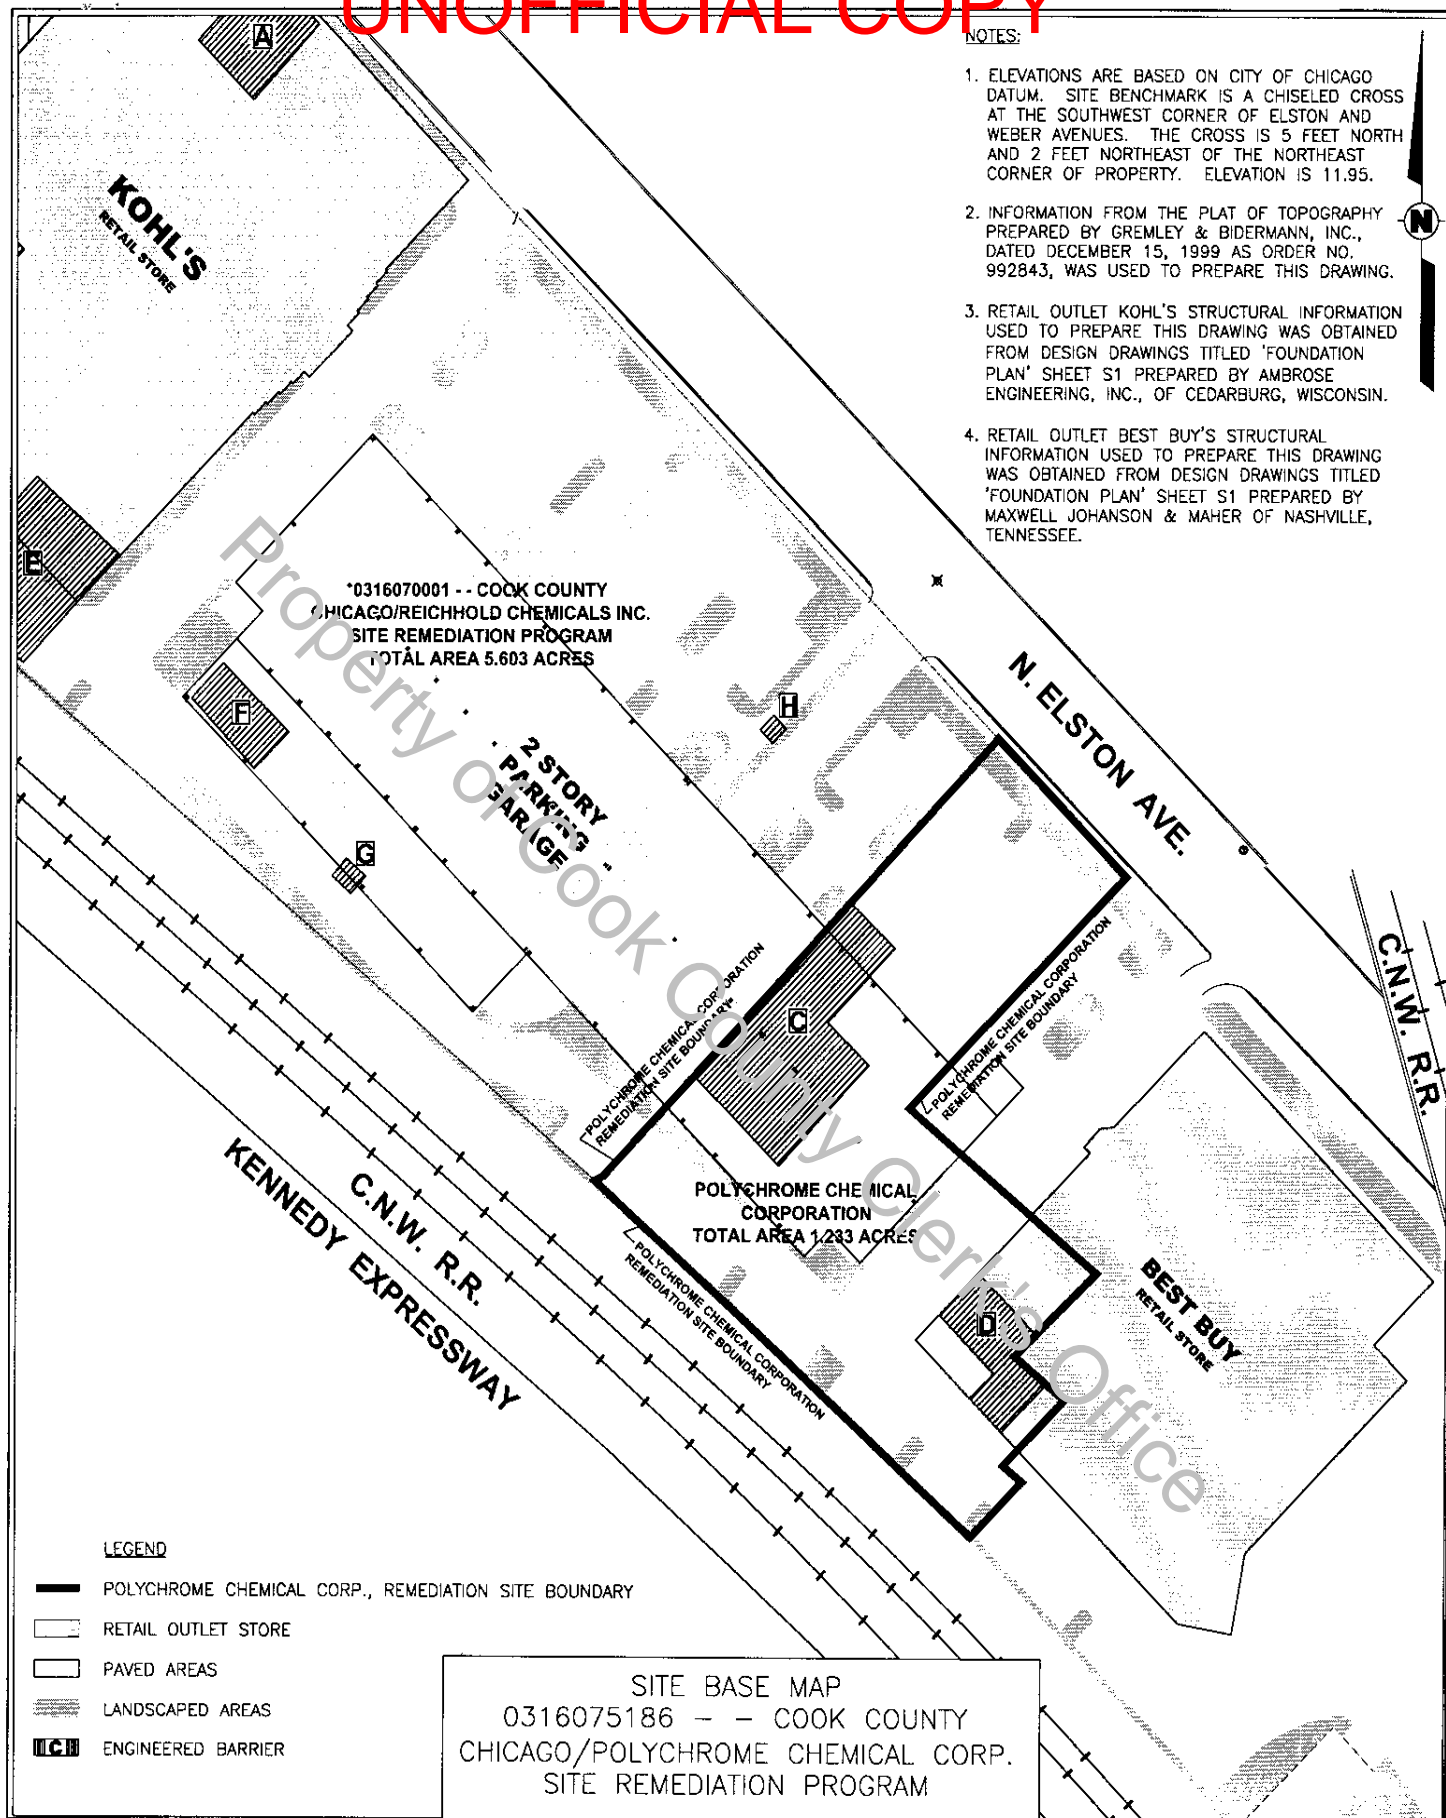 UNOFFICIAL COPY
NOTES:
1. ELEVATIONS ARE BASED ON CITY OF CHICAGO
DATUM. SITE BENCHMARK IS A CHISELED CROSS
AT THE SOUTHWEST CORNER OF ELSTON AND
WEBER AVENUES. THE CROSS IS 5 FEET NORTH
AND 2 FEET NORTHEAST OF THE NORTHEAST
CORNER OF PROPERTY. ELEVATION IS 11.95.
2. INFORMATION FROM THE PLAT OF TOPOGRAPHY
PREPARED BY GREMLEY & BIDERMANN, INC.,
DATED DECEMBER 15, 1999 AS ORDER NO.
992843, WAS USED TO PREPARE THIS DRAWING.
3. RETAIL OUTLET KOHL'S STRUCTURAL INFORMATION
USED TO PREPARE THIS DRAWING WAS OBTAINED
FROM DESIGN DRAWINGS TITLED 'FOUNDATION
PLAN' SHEET S1 PREPARED BY AMBROSE
ENGINEERING, INC., OF CEDARBURG, WISCONSIN.
4. RETAIL OUTLET BEST BUY'S STRUCTURAL
INFORMATION USED TO PREPARE THIS DRAWING
WAS OBTAINED FROM DESIGN DRAWINGS TITLED
'FOUNDATION PLAN' SHEET S1 PREPARED BY
MAXWELL JOHANSON & MAHER OF NASHVILLE,
TENNESSEE.
N
A
KOHL'S
RETAIL STORE
E
*0316070001 -- COOK COUNTY
CHICAGO/REICHHOLD CHEMICALS INC.
SITE REMEDIATION PROGRAM
TOTAL AREA 5.603 ACRES
F
H
N. ELSTON AVE.
2 STORY
PARKING
GARAGE
G
C
POLYCHROME CHEMICAL CORPORATION
REMEDIATION SITE BOUNDARY
POLYCHROME CHEMICAL CORPORATION
REMEDIATION SITE BOUNDARY
C.N.W. R.R.
POLYCHROME CHEMICAL
CORPORATION
TOTAL AREA 1.233 ACRES
POLYCHROME CHEMICAL CORPORATION
REMEDIATION SITE BOUNDARY
D
BEST BUY
RETAIL STORE
C.N.W. R.R.
KENNEDY EXPRESSWAY
Property of Cook County Clerk's Office
LEGEND
POLYCHROME CHEMICAL CORP., REMEDIATION SITE BOUNDARY
RETAIL OUTLET STORE
PAVED AREAS
LANDSCAPED AREAS
C ENGINEERED BARRIER
SITE BASE MAP
0316075186 - - COOK COUNTY
CHICAGO/POLYCHROME CHEMICAL CORP.
SITE REMEDIATION PROGRAM